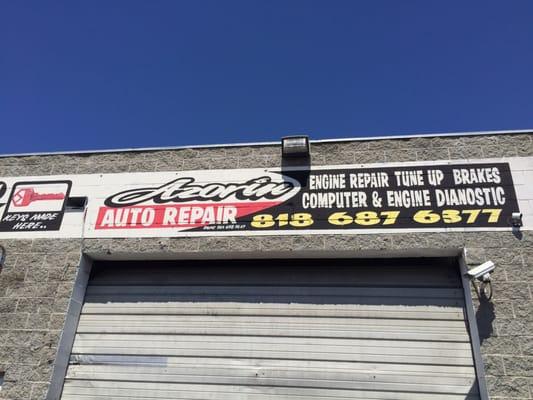 KEYS MADE
HERE..
Azorin
AUTO REPAIR
ENGINE REPAIR TUNE UP BRAKES
COMPUTER & ENGINE DIANOSTIC
818 687 6377